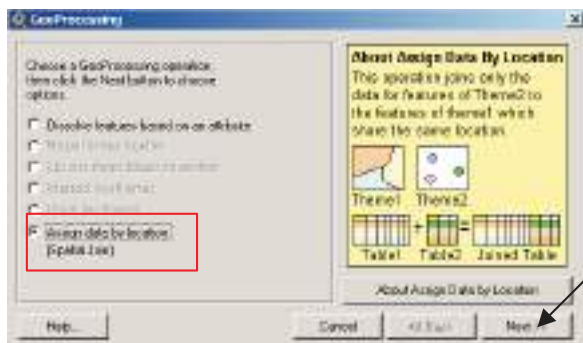 GeoProcessing
Choose a GeoProcessing operation,
then click the Next button to choose
options.
Dissolve features based on an attribute
Assign data by location
(Spatial Join)
About Assign Data By Location
This operation joins only the
data for features of Theme2 to
the features of theme1 which
share the same location.
Theme1 Theme2
+ =
Table1 Table2 Joined Table
About Assign Data by Location
Help... Cancel Next